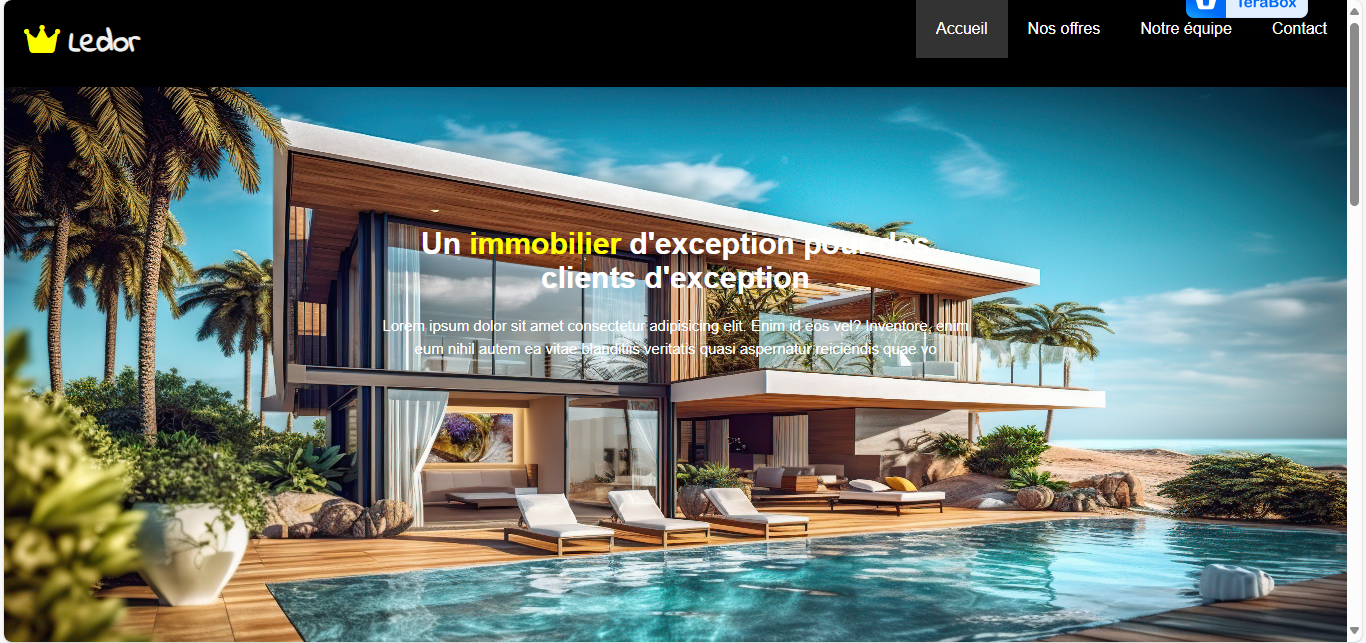 TeraBox
Ledor
Accueil
Nos offres
Notre équipe
Contact
Un immobilier d'exception pour des
clients d'exception
Lorem ipsum dolor sit amet consectetur adipisicing elit. Enim id eos vel? Inventore, enim
eum nihil autem ea vitae blanditiis veritatis quasi aspernatur reiciendis quae vo